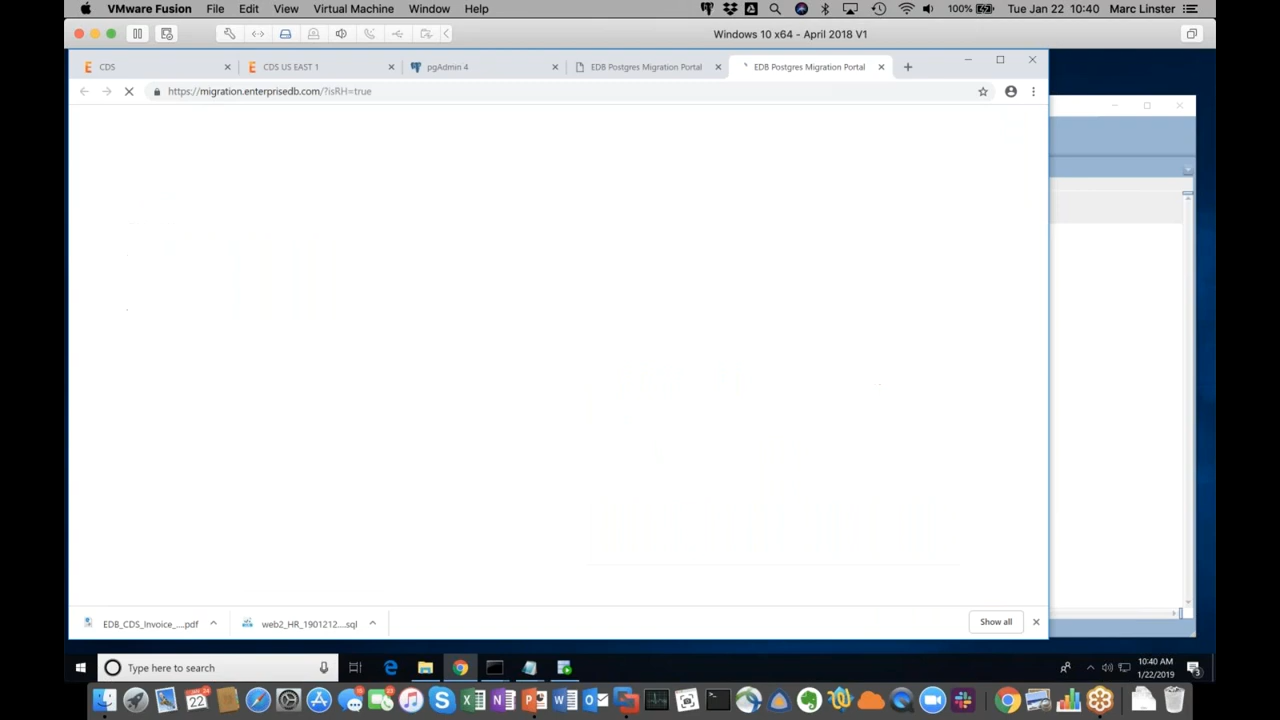 VMware Fusion File Edit View Virtual Machine Window Help 100% Tue Jan 22 10:40 Marc Linster
Windows 10 x64 - April 2018 V1
CDS CDS US EAST 1 pgAdmin 4 EDB Postgres Migration Portal EDB Postgres Migration Portal
https://migration.enterprisedb.com/?isRH=true
EDB_CDS_Invoice_....pdf web2_HR_1901212....sql Show all
Type here to search 10:40 AM
1/22/2019